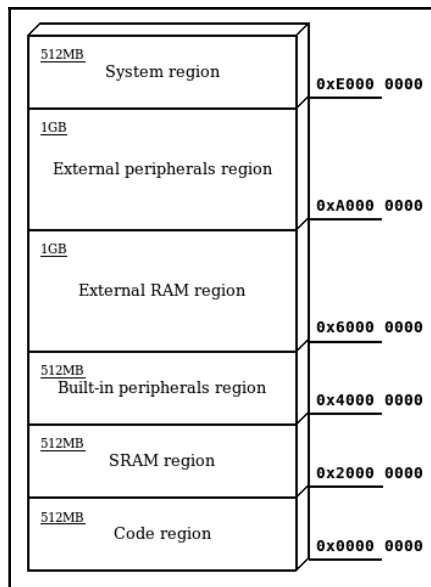 512MB
System region
0xE000 0000
1GB
External peripherals region
0xA000 0000
1GB
External RAM region
0x6000 0000
512MB
Built-in peripherals region
0x4000 0000
512MB
SRAM region
0x2000 0000
512MB
Code region
0x0000 0000